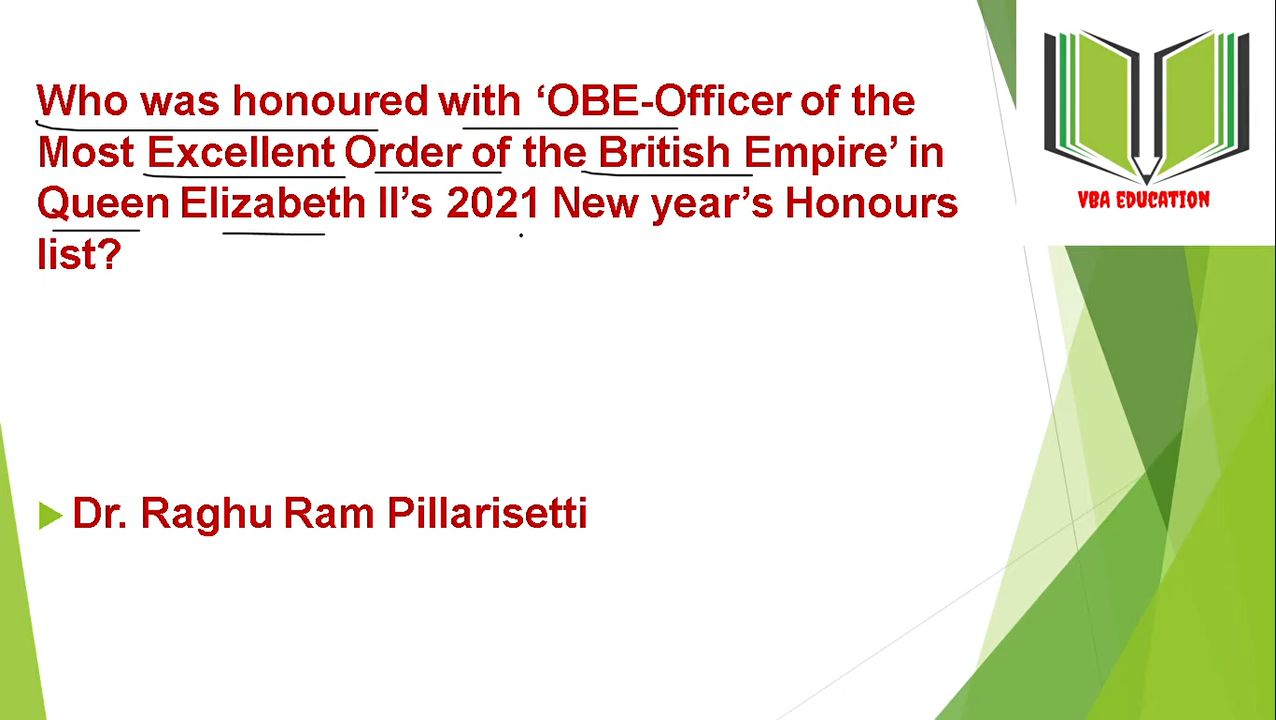 Who was honoured with ‘OBE-Officer of the
Most Excellent Order of the British Empire’ in
Queen Elizabeth II’s 2021 New year’s Honours
list?
VBA EDUCATION
Dr. Raghu Ram Pillarisetti